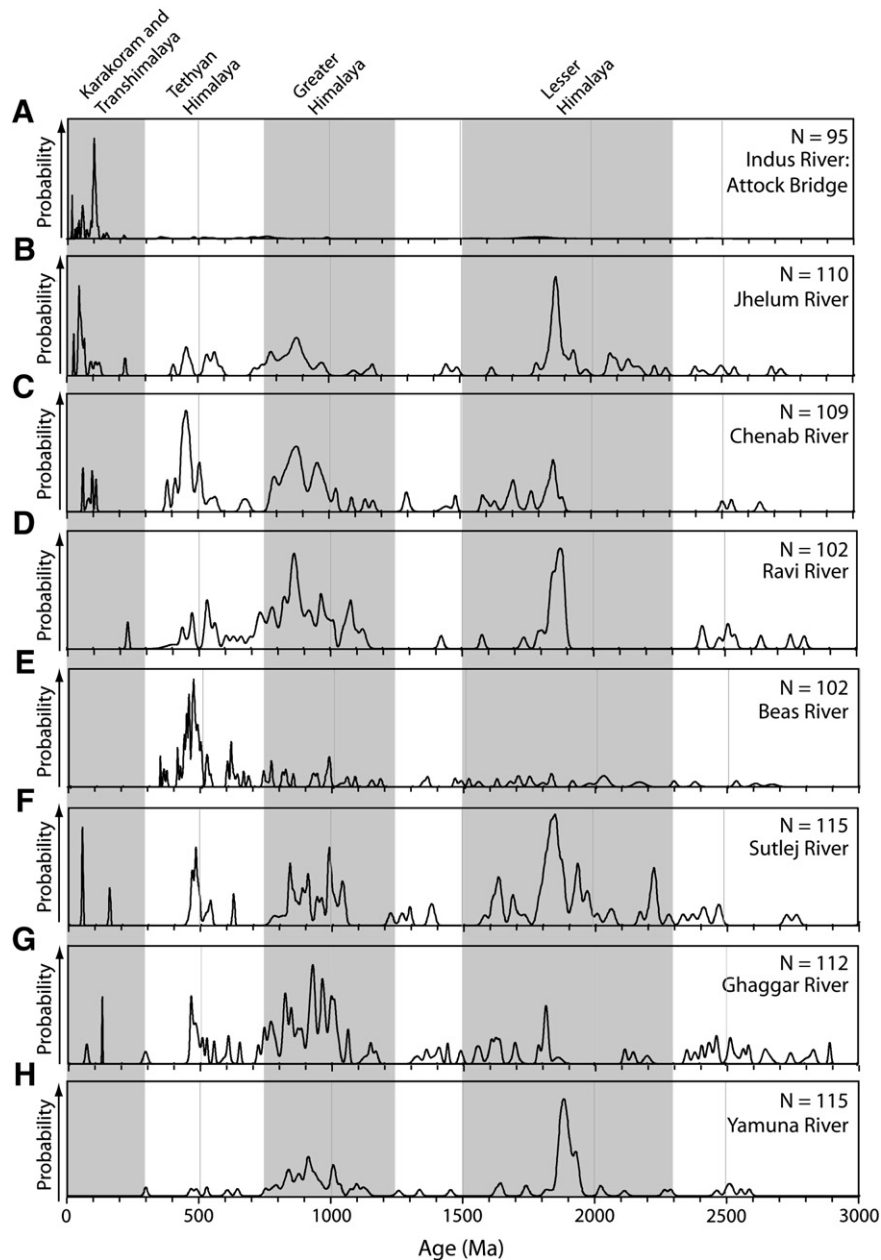 Karakoram and
Transhimalaya
Tethyan
Himalaya
Greater
Himalaya
Lesser
Himalaya
A
Probability
N = 95
Indus River:
Attock Bridge
B
Probability
N = 110
Jhelum River
C
Probability
N = 109
Chenab River
D
Probability
N = 102
Ravi River
E
Probability
N = 102
Beas River
F
Probability
N = 115
Sutlej River
G
Probability
N = 112
Ghaggar River
H
Probability
N = 115
Yamuna River
0 500 1000 1500 2000 2500 3000
Age (Ma)